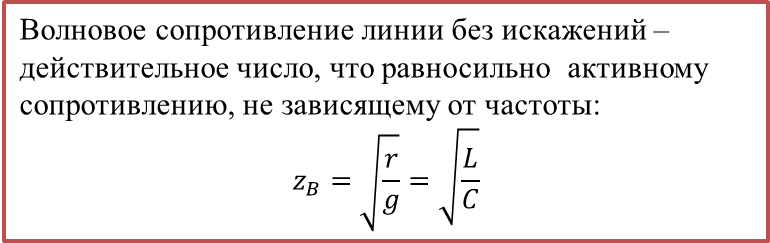 Волновое сопротивление линии без искажений –
действительное число, что равносильно активному
сопротивлению, не зависящему от частоты:
z_B = √(r/g) = √(L/C)